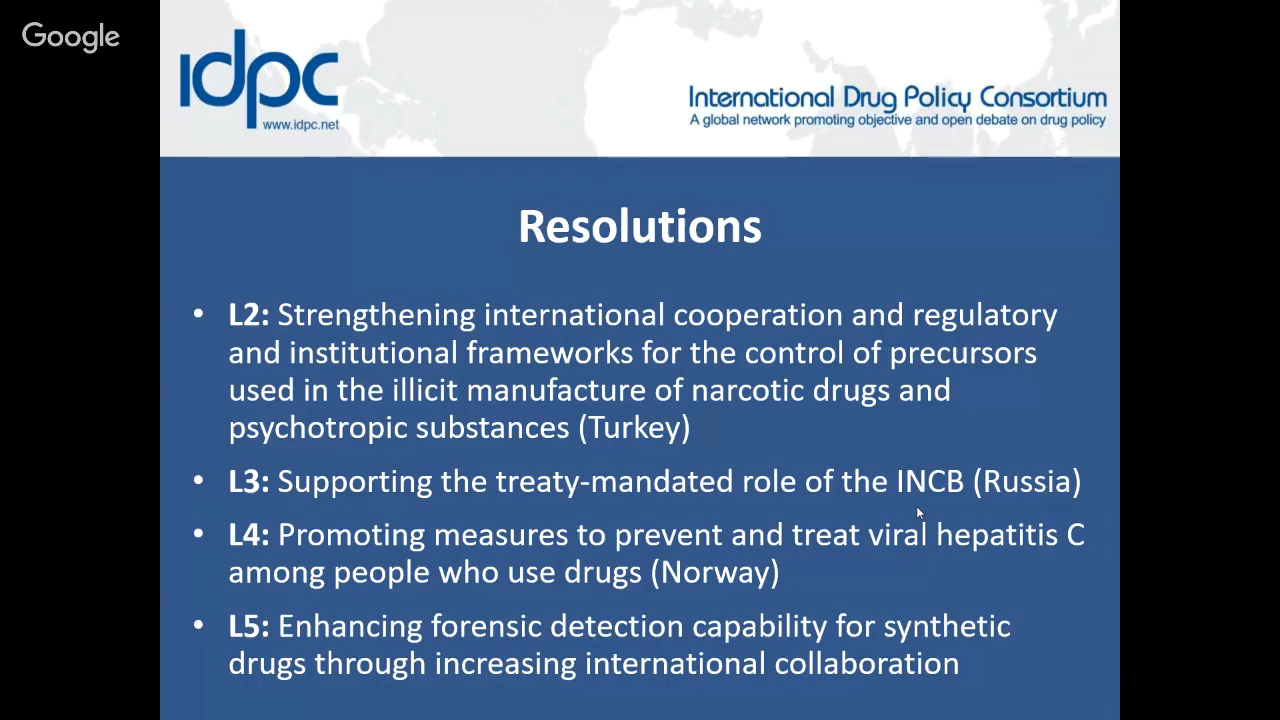 Google
idpc
www.idpc.net
International Drug Policy Consortium
A global network promoting objective and open debate on drug policy
Resolutions
• L2: Strengthening international cooperation and regulatory
and institutional frameworks for the control of precursors
used in the illicit manufacture of narcotic drugs and
psychotropic substances (Turkey)
• L3: Supporting the treaty-mandated role of the INCB (Russia)
• L4: Promoting measures to prevent and treat viral hepatitis C
among people who use drugs (Norway)
• L5: Enhancing forensic detection capability for synthetic
drugs through increasing international collaboration